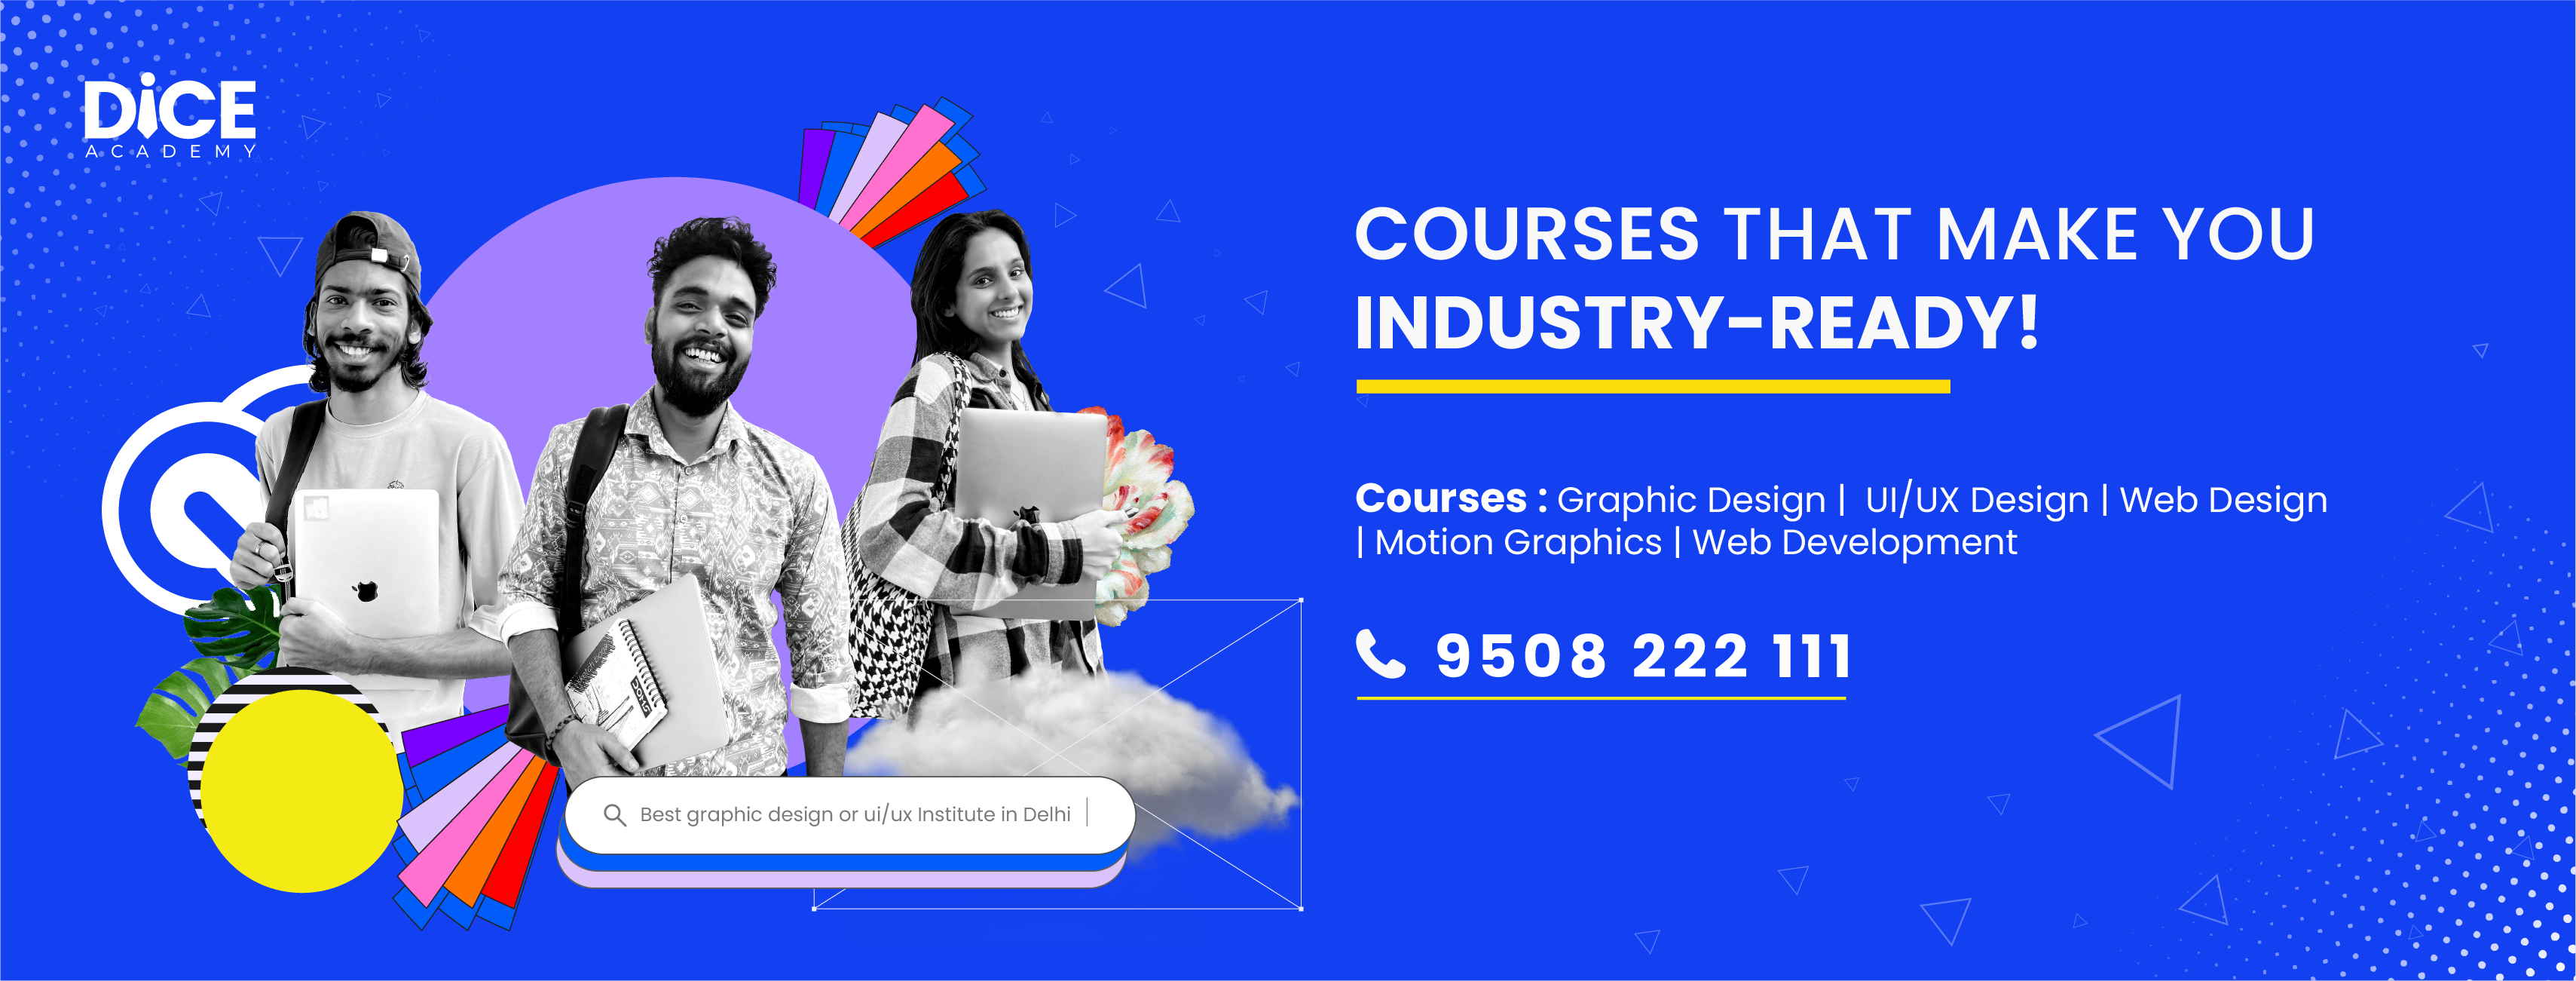 DiCE
ACADEMY
COURSES THAT MAKE YOU
INDUSTRY-READY!
Courses : Graphic Design | UI/UX Design | Web Design
| Motion Graphics | Web Development
9508 222 111
Best graphic design or ui/ux Institute in Delhi